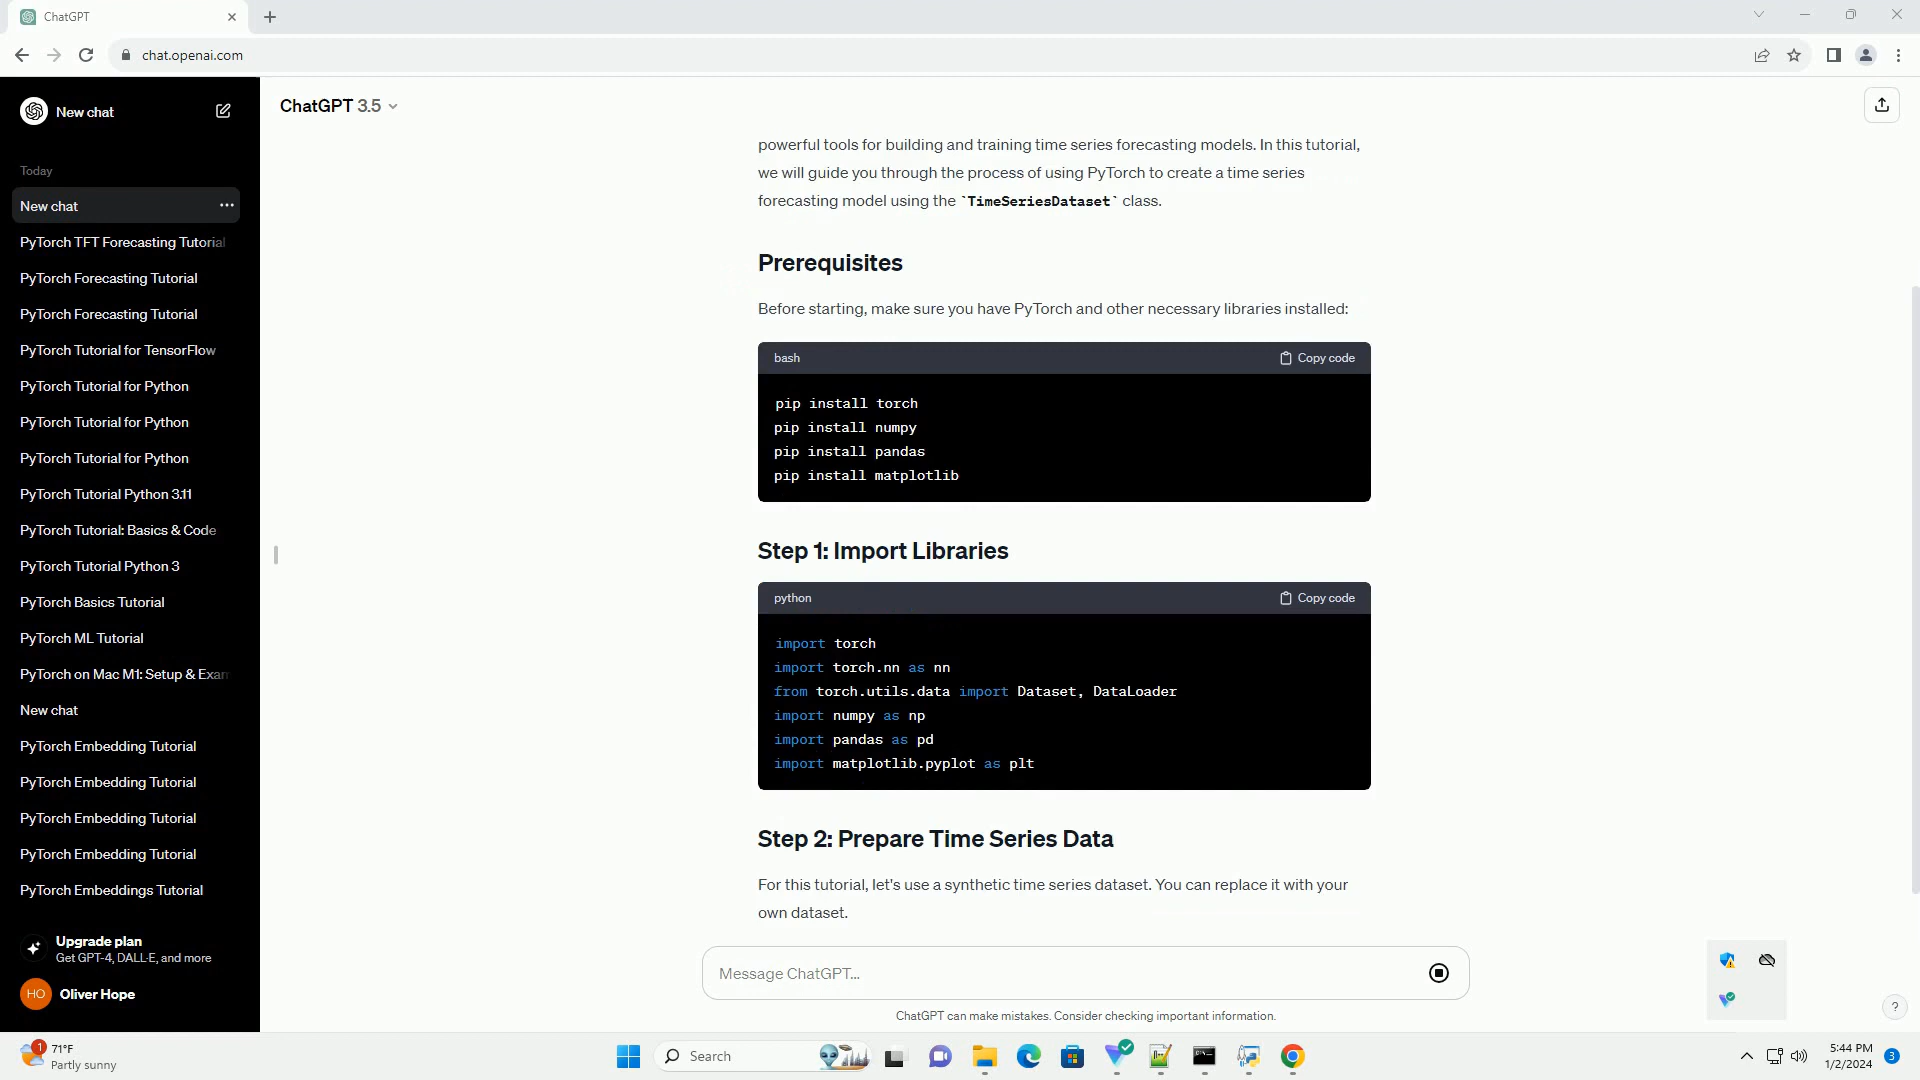 ChatGPT
chat.openai.com
New chat
Today
New chat
PyTorch TFT Forecasting Tutorial
PyTorch Forecasting Tutorial
PyTorch Forecasting Tutorial
PyTorch Tutorial for TensorFlow
PyTorch Tutorial for Python
PyTorch Tutorial for Python
PyTorch Tutorial for Python
PyTorch Tutorial Python 3.11
PyTorch Tutorial: Basics & Code
PyTorch Tutorial Python 3
PyTorch Basics Tutorial
PyTorch ML Tutorial
PyTorch on Mac M1: Setup & Exam
New chat
PyTorch Embedding Tutorial
PyTorch Embedding Tutorial
PyTorch Embedding Tutorial
PyTorch Embedding Tutorial
PyTorch Embeddings Tutorial
Upgrade plan
Get GPT-4, DALL·E, and more
HO
Oliver Hope
ChatGPT 3.5
powerful tools for building and training time series forecasting models. In this tutorial,
we will guide you through the process of using PyTorch to create a time series
forecasting model using the `TimeSeriesDataset` class.
Prerequisites
Before starting, make sure you have PyTorch and other necessary libraries installed:
bash
Copy code
pip install torch
pip install numpy
pip install pandas
pip install matplotlib
Step 1: Import Libraries
python
Copy code
import torch
import torch.nn as nn
from torch.utils.data import Dataset, DataLoader
import numpy as np
import pandas as pd
import matplotlib.pyplot as plt
Step 2: Prepare Time Series Data
For this tutorial, let's use a synthetic time series dataset. You can replace it with your
own dataset.
Message ChatGPT...
ChatGPT can make mistakes. Consider checking important information.
?
1
71°F
Partly sunny
Search
5:44 PM
1/2/2024
3